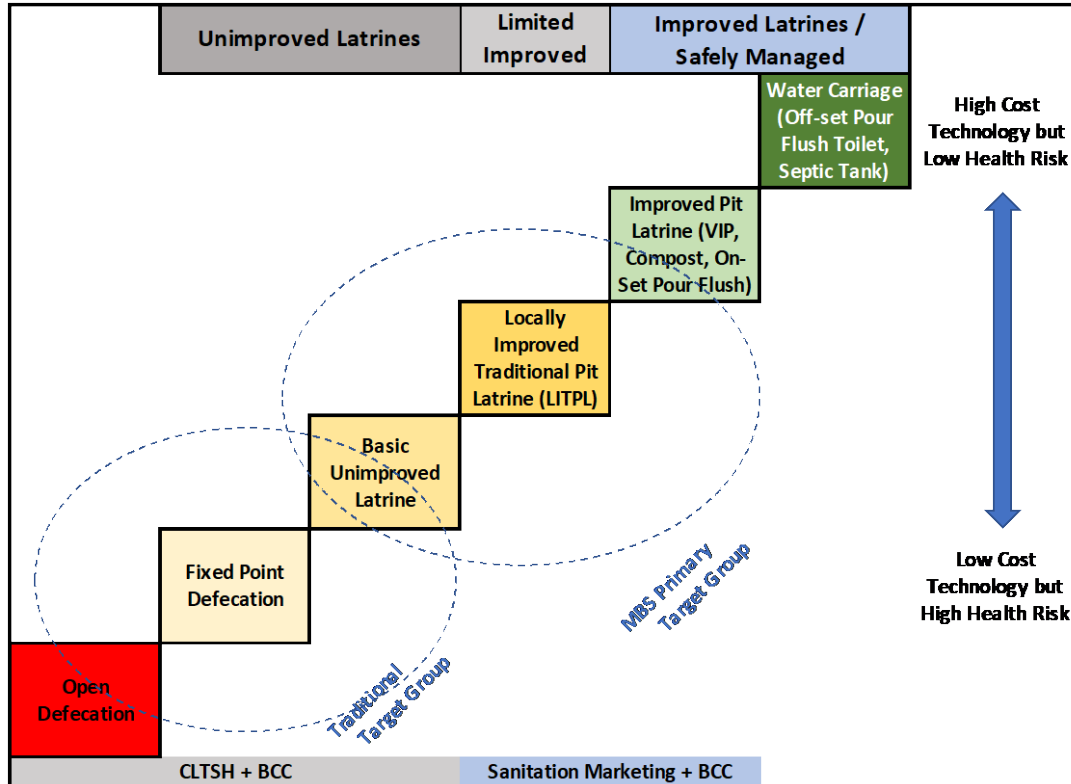 Unimproved Latrines
Limited
Improved
Improved Latrines /
Safely Managed
Water Carriage
(Off-set Pour
Flush Toilet,
Septic Tank)
High Cost
Technology but
Low Health Risk
Improved Pit
Latrine (VIP,
Compost, On-
Set Pour Flush)
Locally
Improved
Traditional Pit
Latrine (LITPL)
Basic
Unimproved
Latrine
Fixed Point
Defecation
Open
Defecation
MBS Primary
Target Group
Traditional
Target Group
Low Cost
Technology but
High Health Risk
CLTSH + BCC
Sanitation Marketing + BCC